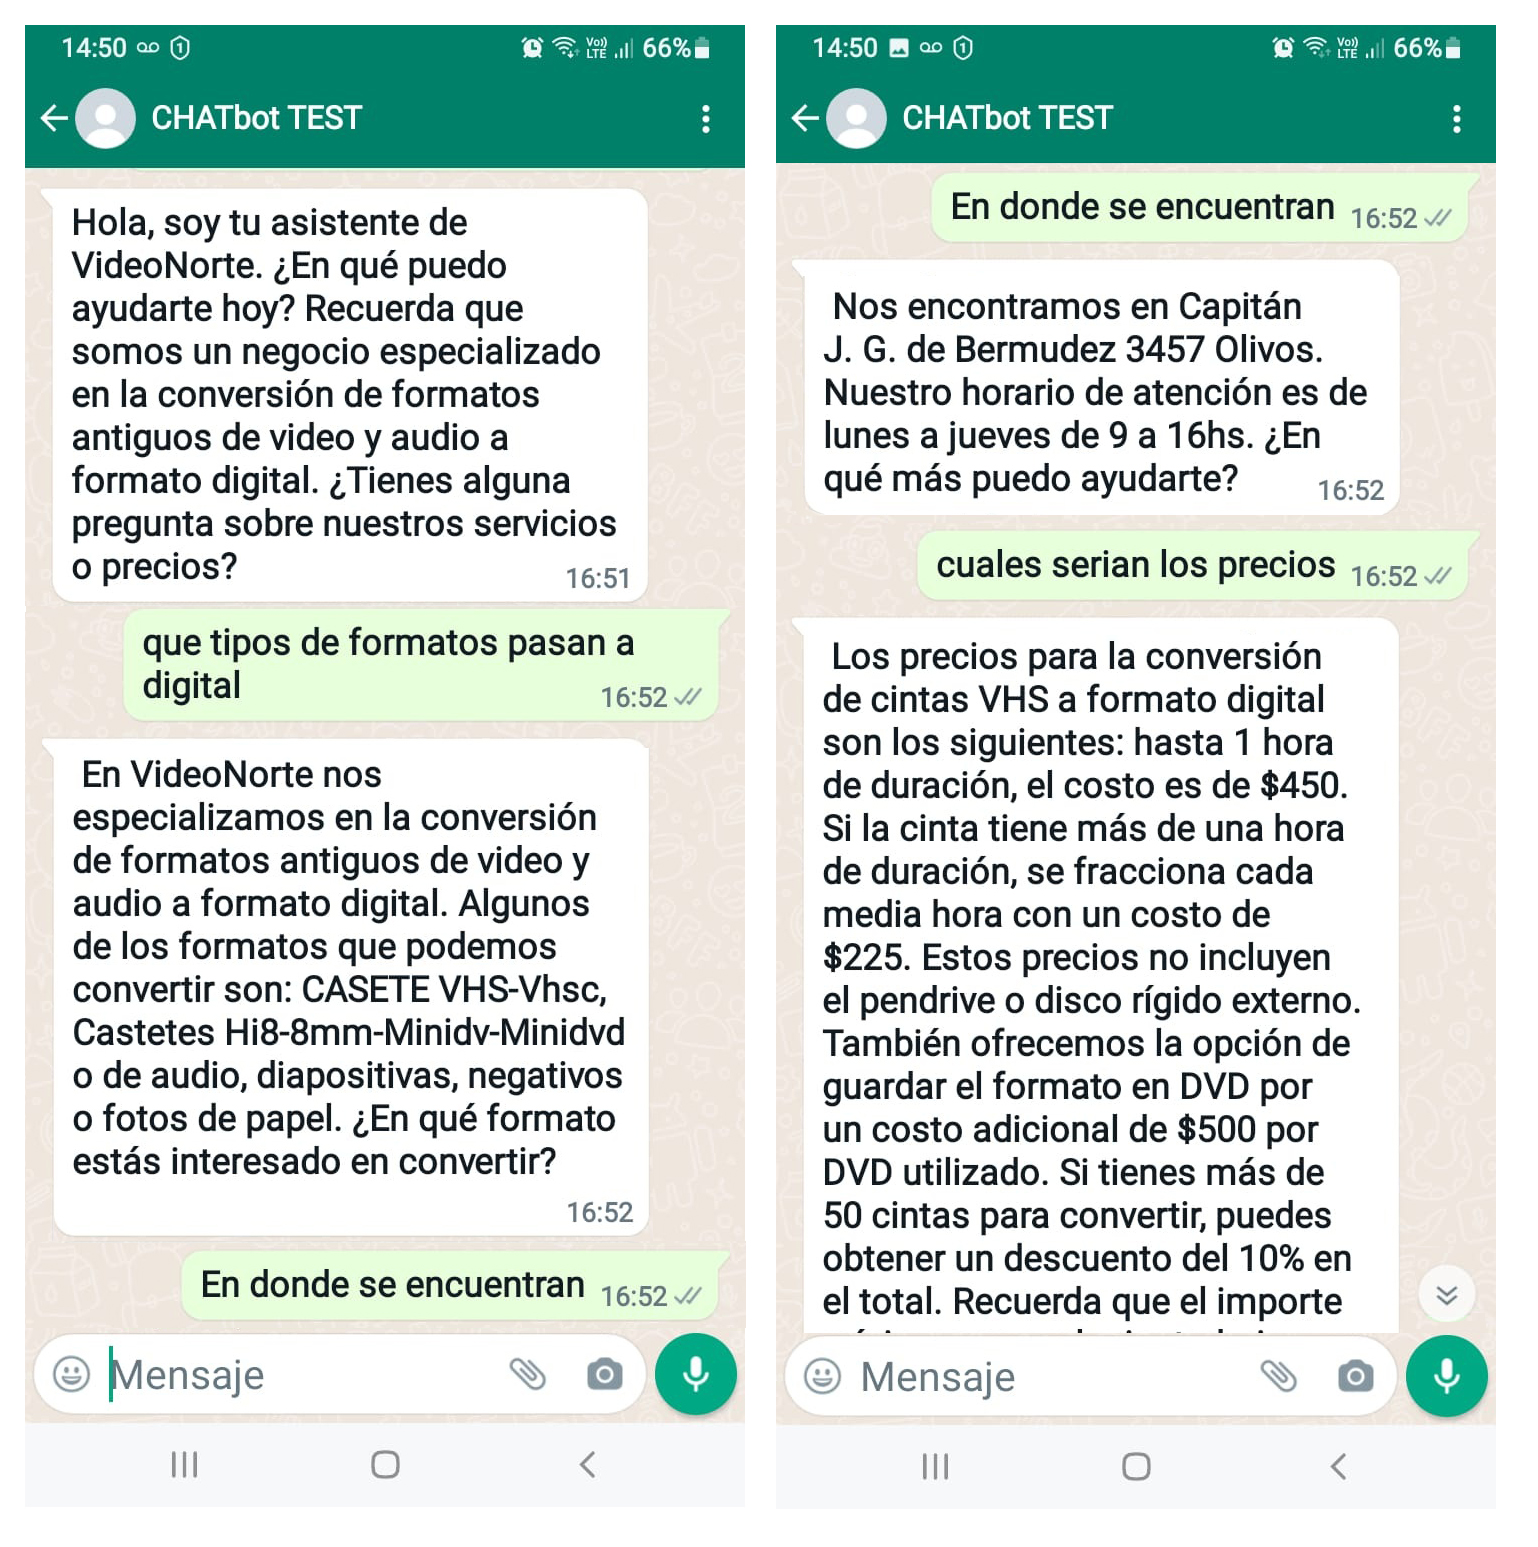 14:50 66%
CHATbot TEST
Hola, soy tu asistente de
VideoNorte. ¿En qué puedo
ayudarte hoy? Recuerda que
somos un negocio especializado
en la conversión de formatos
antiguos de video y audio a
formato digital. ¿Tienes alguna
pregunta sobre nuestros servicios
o precios? 16:51
que tipos de formatos pasan a
digital 16:52
En VideoNorte nos
especializamos en la conversión
de formatos antiguos de video y
audio a formato digital. Algunos
de los formatos que podemos
convertir son: CASETE VHS-Vhsc,
Castetes Hi8-8mm-Minidv-Minidvd
o de audio, diapositivas, negativos
o fotos de papel. ¿En qué formato
estás interesado en convertir?
16:52
En donde se encuentran 16:52
Mensaje
14:50 66%
CHATbot TEST
En donde se encuentran 16:52
Nos encontramos en Capitán
J. G. de Bermudez 3457 Olivos.
Nuestro horario de atención es de
lunes a jueves de 9 a 16hs. ¿En
qué más puedo ayudarte? 16:52
cuales serian los precios 16:52
Los precios para la conversión
de cintas VHS a formato digital
son los siguientes: hasta 1 hora
de duración, el costo es de $450.
Si la cinta tiene más de una hora
de duración, se fracciona cada
media hora con un costo de
$225. Estos precios no incluyen
el pendrive o disco rígido externo.
También ofrecemos la opción de
guardar el formato en DVD por
un costo adicional de $500 por
DVD utilizado. Si tienes más de
50 cintas para convertir, puedes
obtener un descuento del 10% en
el total. Recuerda que el importe
Mensaje